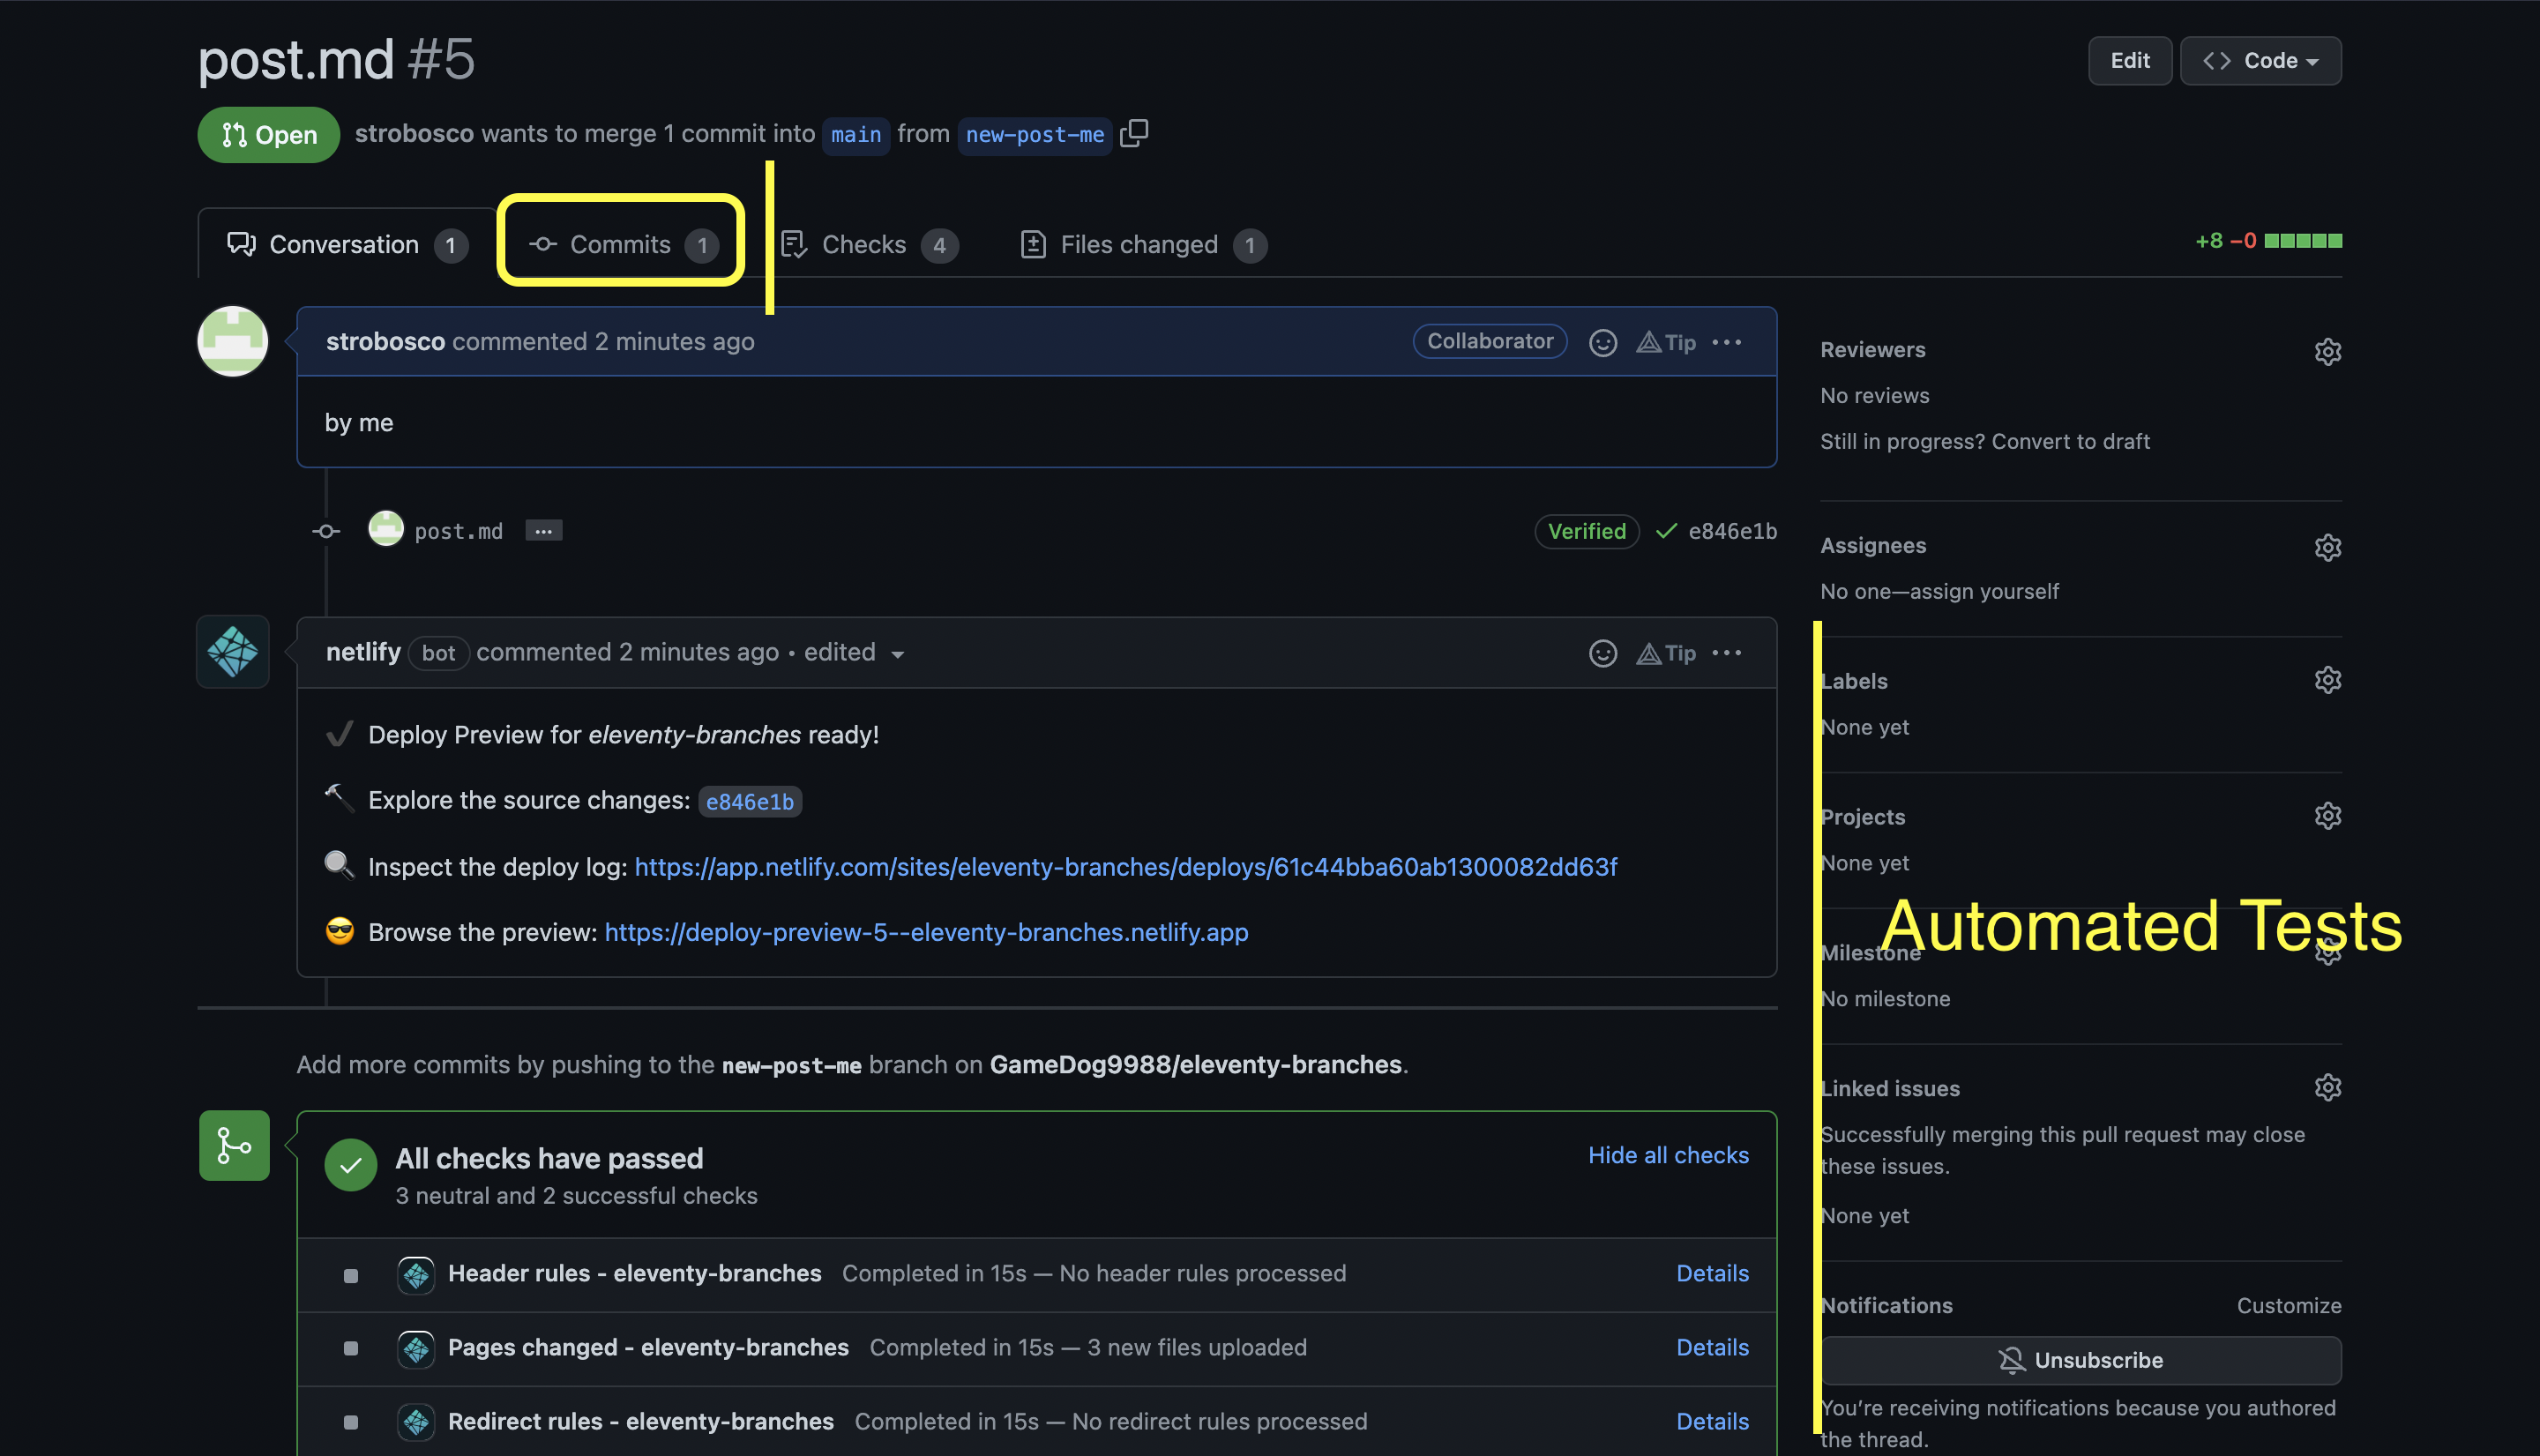 post.md #5
Edit
Code
Open
strobosco wants to merge 1 commit into main from new-post-me
Conversation 1
Commits 1
Checks 4
Files changed 1
+8 −0
strobosco commented 2 minutes ago
Collaborator
Tip
by me
post.md
Verified
e846e1b
netlify bot commented 2 minutes ago • edited
Tip
Deploy Preview for eleventy-branches ready!
Explore the source changes: e846e1b
Inspect the deploy log: https://app.netlify.com/sites/eleventy-branches/deploys/61c44bba60ab1300082dd63f
Browse the preview: https://deploy-preview-5--eleventy-branches.netlify.app
Add more commits by pushing to the new-post-me branch on GameDog9988/eleventy-branches.
All checks have passed
3 neutral and 2 successful checks
Hide all checks
Header rules - eleventy-branches Completed in 15s — No header rules processed
Details
Pages changed - eleventy-branches Completed in 15s — 3 new files uploaded
Details
Redirect rules - eleventy-branches Completed in 15s — No redirect rules processed
Details
Reviewers
No reviews
Still in progress? Convert to draft
Assignees
No one—assign yourself
Labels
None yet
Projects
None yet
Automated Tests
Milestone
No milestone
Linked issues
Successfully merging this pull request may close
these issues.
None yet
Notifications
Customize
Unsubscribe
You're receiving notifications because you authored
the thread.